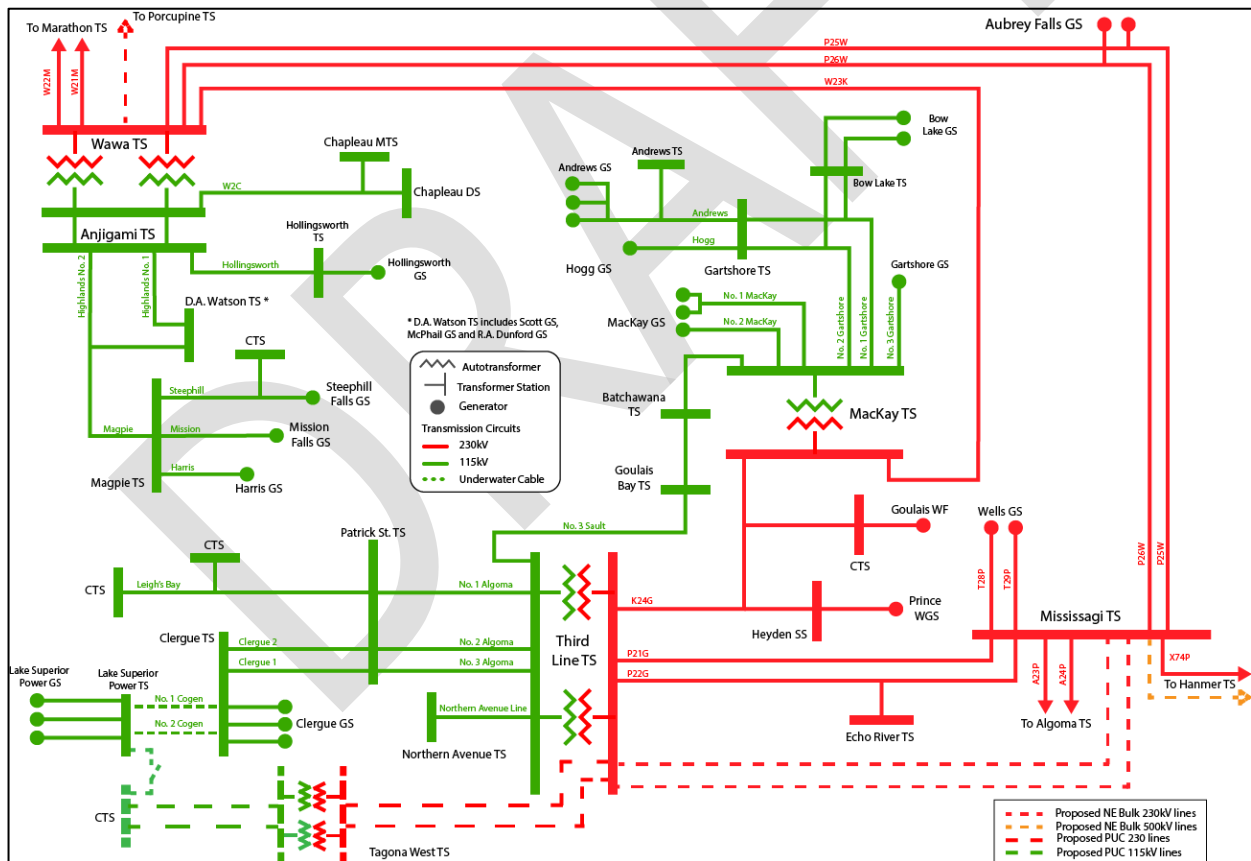 DRAFT
To Marathon TS
To Porcupine TS
Aubrey Falls GS
P25W
P26W
W23K
W22M
W21M
Wawa TS
Chapleau MTS
W2C
Chapleau DS
Anjigami TS
Hollingsworth
TS
Hollingsworth
Hollingsworth
GS
Highlands No. 2
Highlands No. 1
D.A. Watson TS *
* D.A. Watson TS includes Scott GS,
McPhail GS and R.A. Dunford GS
Autotransformer
Transformer Station
Generator
Transmission Circuits
230kV
115kV
Underwater Cable
CTS
Steephill
Steephill
Falls GS
Magpie
Mission
Mission
Falls GS
Harris
Harris GS
Magpie TS
Andrews GS
Andrews TS
Andrews
Hogg
Hogg GS
Gartshore TS
Bow
Lake GS
Bow Lake TS
Gartshore GS
No. 1 MacKay
No. 2 MacKay
MacKay GS
No. 2 Gartshore
No. 1 Gartshore
No. 3 Gartshore
Batchawana
TS
MacKay TS
Goulais
Bay TS
No. 3 Sault
Goulais WF
CTS
Wells GS
T28P
T29P
P26W
P25W
K24G
Prince
WGS
Heyden SS
Mississagi TS
P21G
P22G
A23P
A24P
X74P
To Hanmer TS
To Algoma TS
Echo River TS
Patrick St. TS
CTS
CTS
Leigh's Bay
No. 1 Algoma
Clergue TS
Clergue 2
Clergue 1
No. 2 Algoma
No. 3 Algoma
Third
Line TS
Lake Superior
Power GS
Lake Superior
Power TS
No. 1 Cogen
No. 2 Cogen
Clergue GS
Northern Avenue Line
Northern Avenue TS
CTS
Tagona West TS
Proposed NE Bulk 230kV lines
Proposed NE Bulk 500kV lines
Proposed PUC 230 lines
Proposed PUC 115kV lines